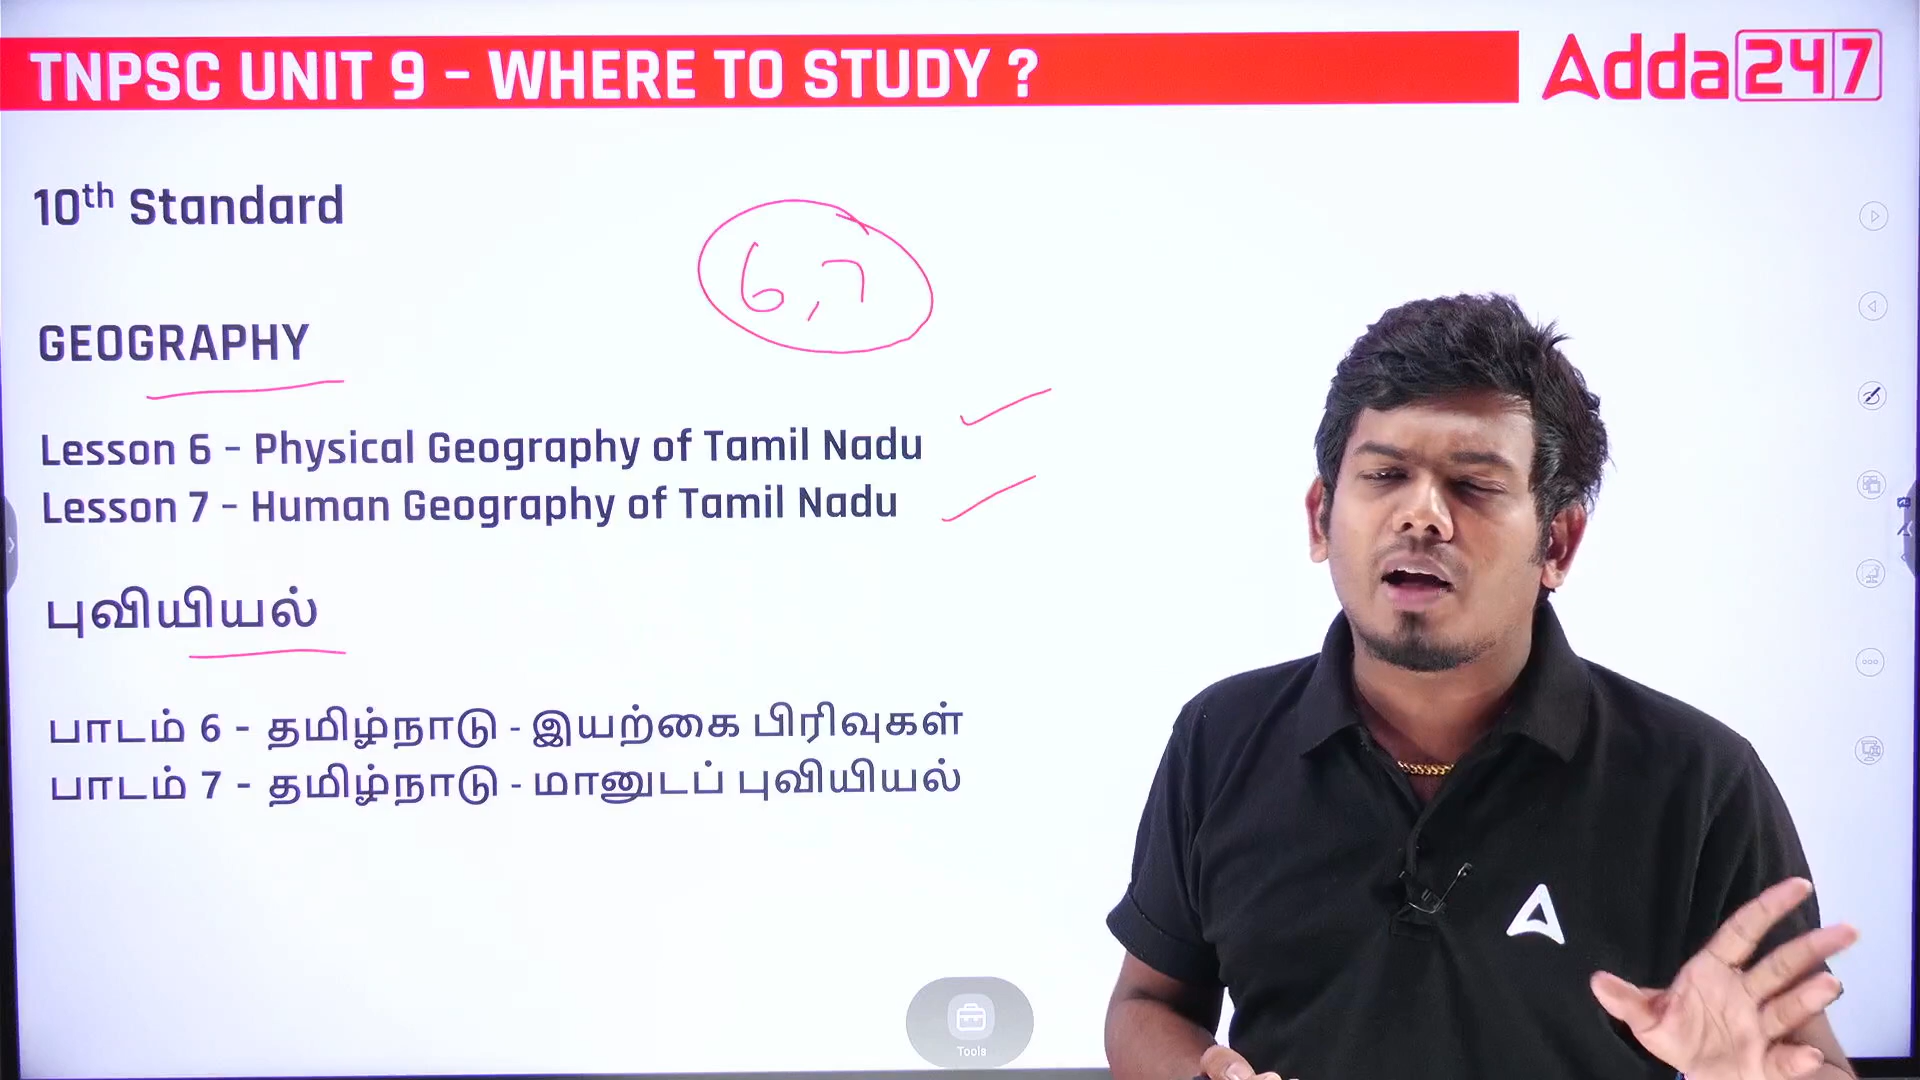 TNPSC UNIT 9 - WHERE TO STUDY ?
Adda247
10th Standard
6,7
GEOGRAPHY
Lesson 6 - Physical Geography of Tamil Nadu
Lesson 7 - Human Geography of Tamil Nadu
புவியியல்
பாடம் 6 - தமிழ்நாடு - இயற்கை பிரிவுகள்
பாடம் 7 - தமிழ்நாடு - மானுடப் புவியியல்
Tools